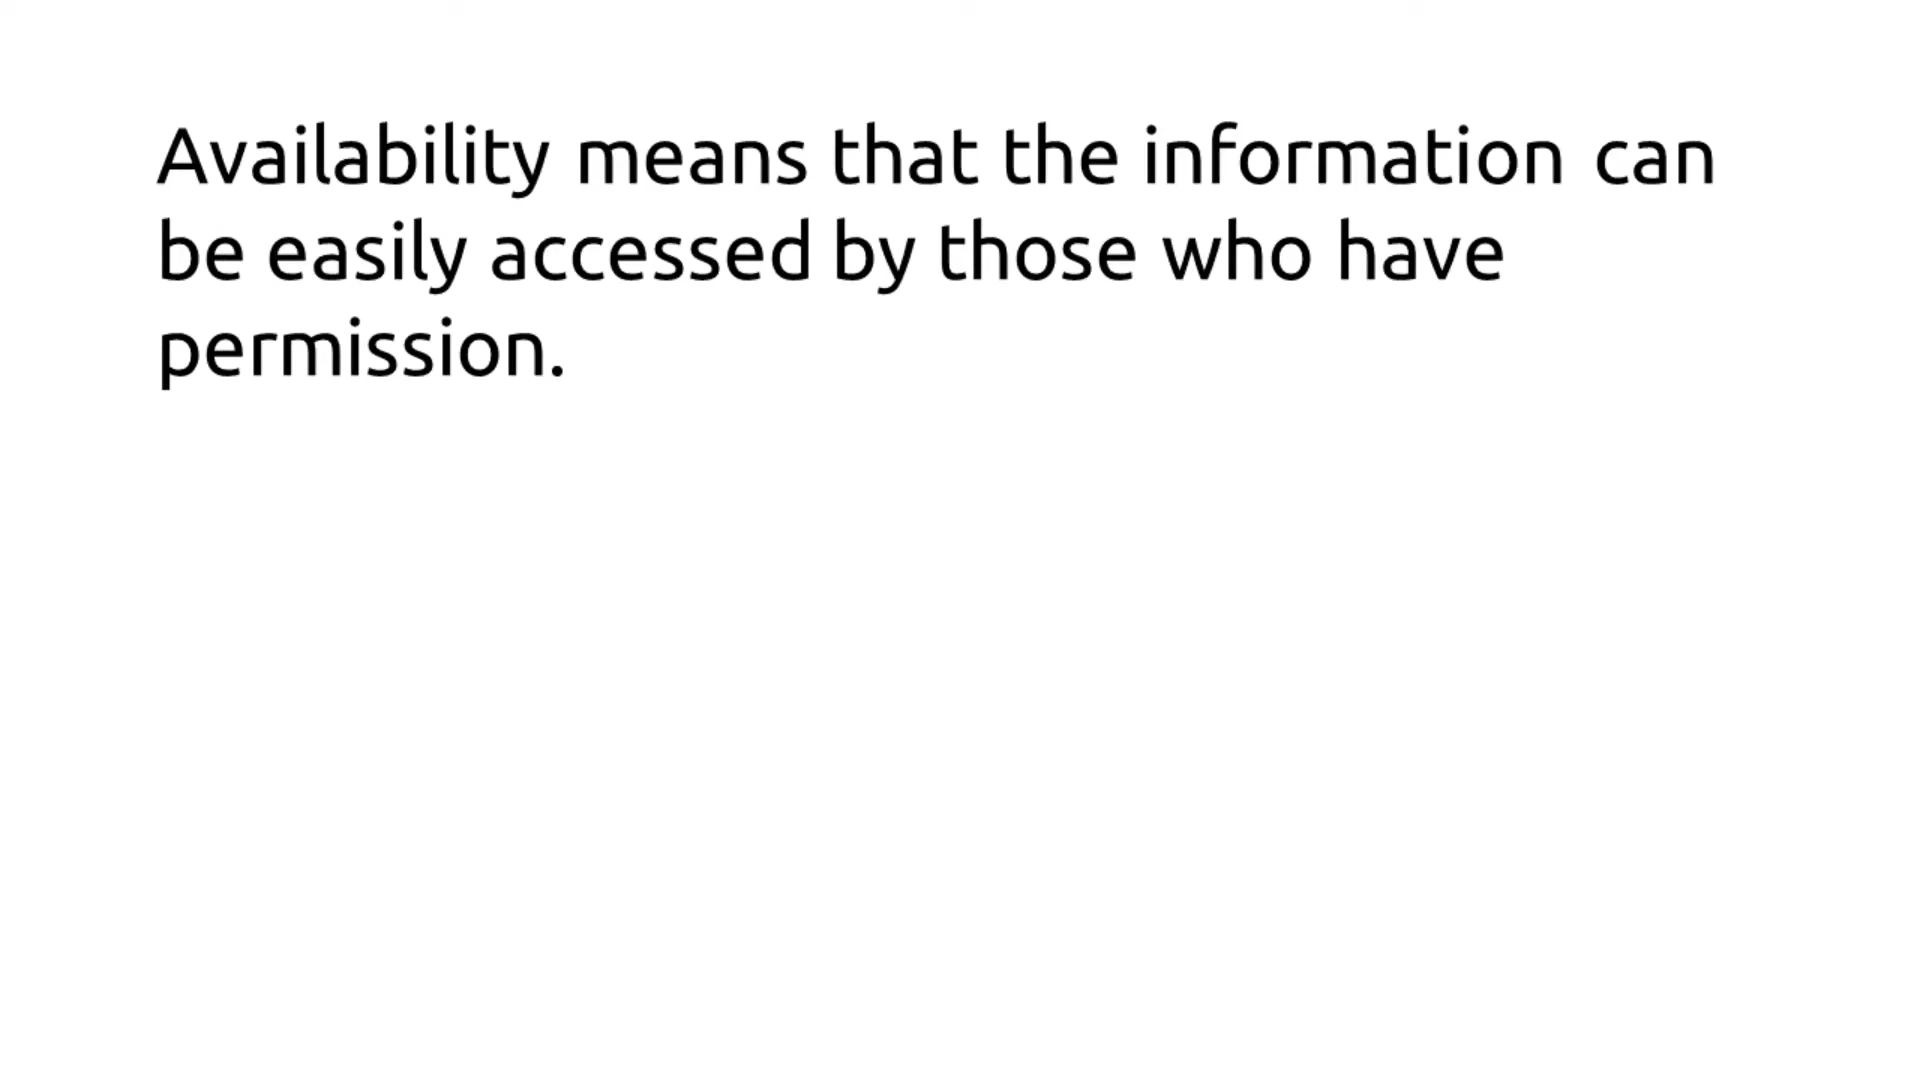 Availability means that the information can
be easily accessed by those who have
permission.